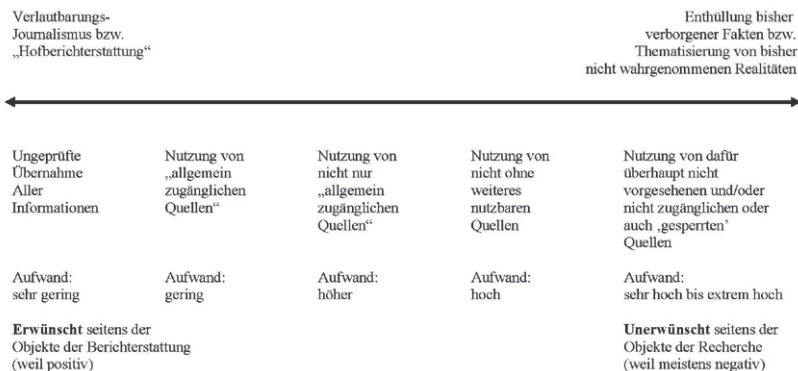 Verlautbarungs-
Journalismus bzw.
„Hofberichterstattung“
Enthüllung bisher
verborgener Fakten bzw.
Thematisierung von bisher
nicht wahrgenommenen Realitäten
Ungeprüfte
Übernahme
Aller
Informationen
Nutzung von
„allgemein
zugänglichen
Quellen“
Nutzung von
nicht nur
„allgemein
zugänglichen
Quellen“
Nutzung von
nicht ohne
weiteres
nutzbaren
Quellen
Nutzung von dafür
überhaupt nicht
vorgesehenen und/oder
nicht zugänglichen oder
auch ‚gesperrten’
Quellen
Aufwand:
sehr gering
Aufwand:
gering
Aufwand:
höher
Aufwand:
hoch
Aufwand:
sehr hoch bis extrem hoch
Erwünscht seitens der
Objekte der Berichterstattung
(weil positiv)
Unerwünscht seitens der
Objekte der Recherche
(weil meistens negativ)